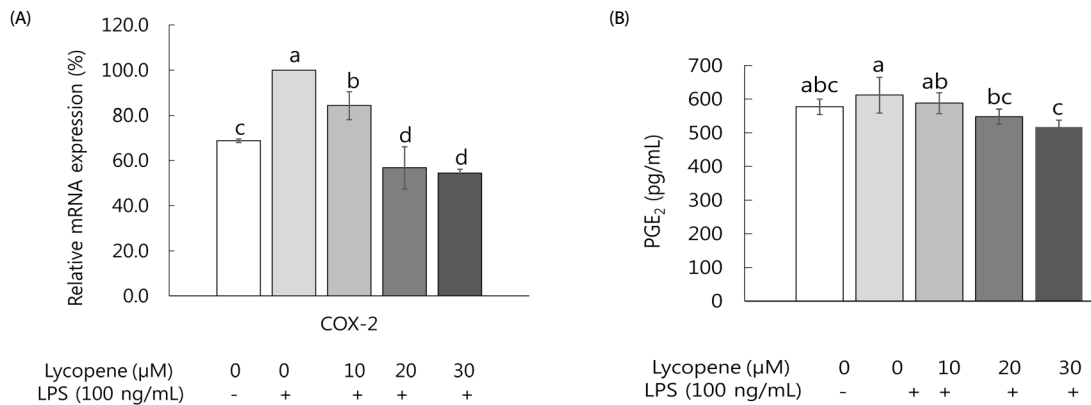 (A)
Relative mRNA expression (%)
120.0
100.0
80.0
60.0
40.0
20.0
0.0
c
a
b
d
d
COX-2
Lycopene (μM) 0 0 10 20 30
LPS (100 ng/mL) - + + + +
(B)
PGE₂ (pg/mL)
700
600
500
400
300
200
100
0
abc
a
ab
bc
c
Lycopene (μM) 0 0 10 20 30
LPS (100 ng/mL) - + + + +